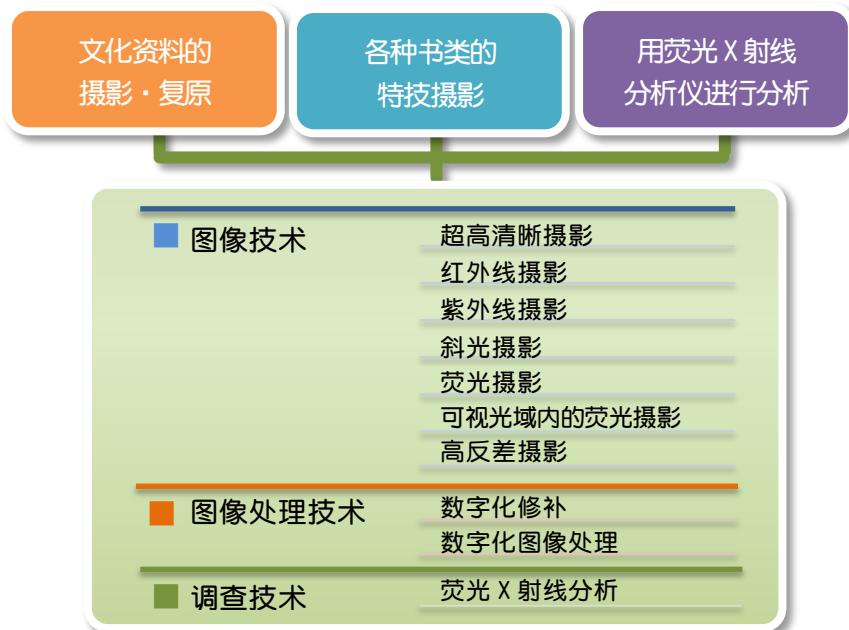 文化资料的
摄影・复原
各种书类的
特技摄影
用荧光 X 射线
分析仪进行分析
图像技术
超高清晰摄影
红外线摄影
紫外线摄影
斜光摄影
荧光摄影
可视光域内的荧光摄影
高反差摄影
图像处理技术
数字化修补
数字化图像处理
调查技术
荧光 X 射线分析